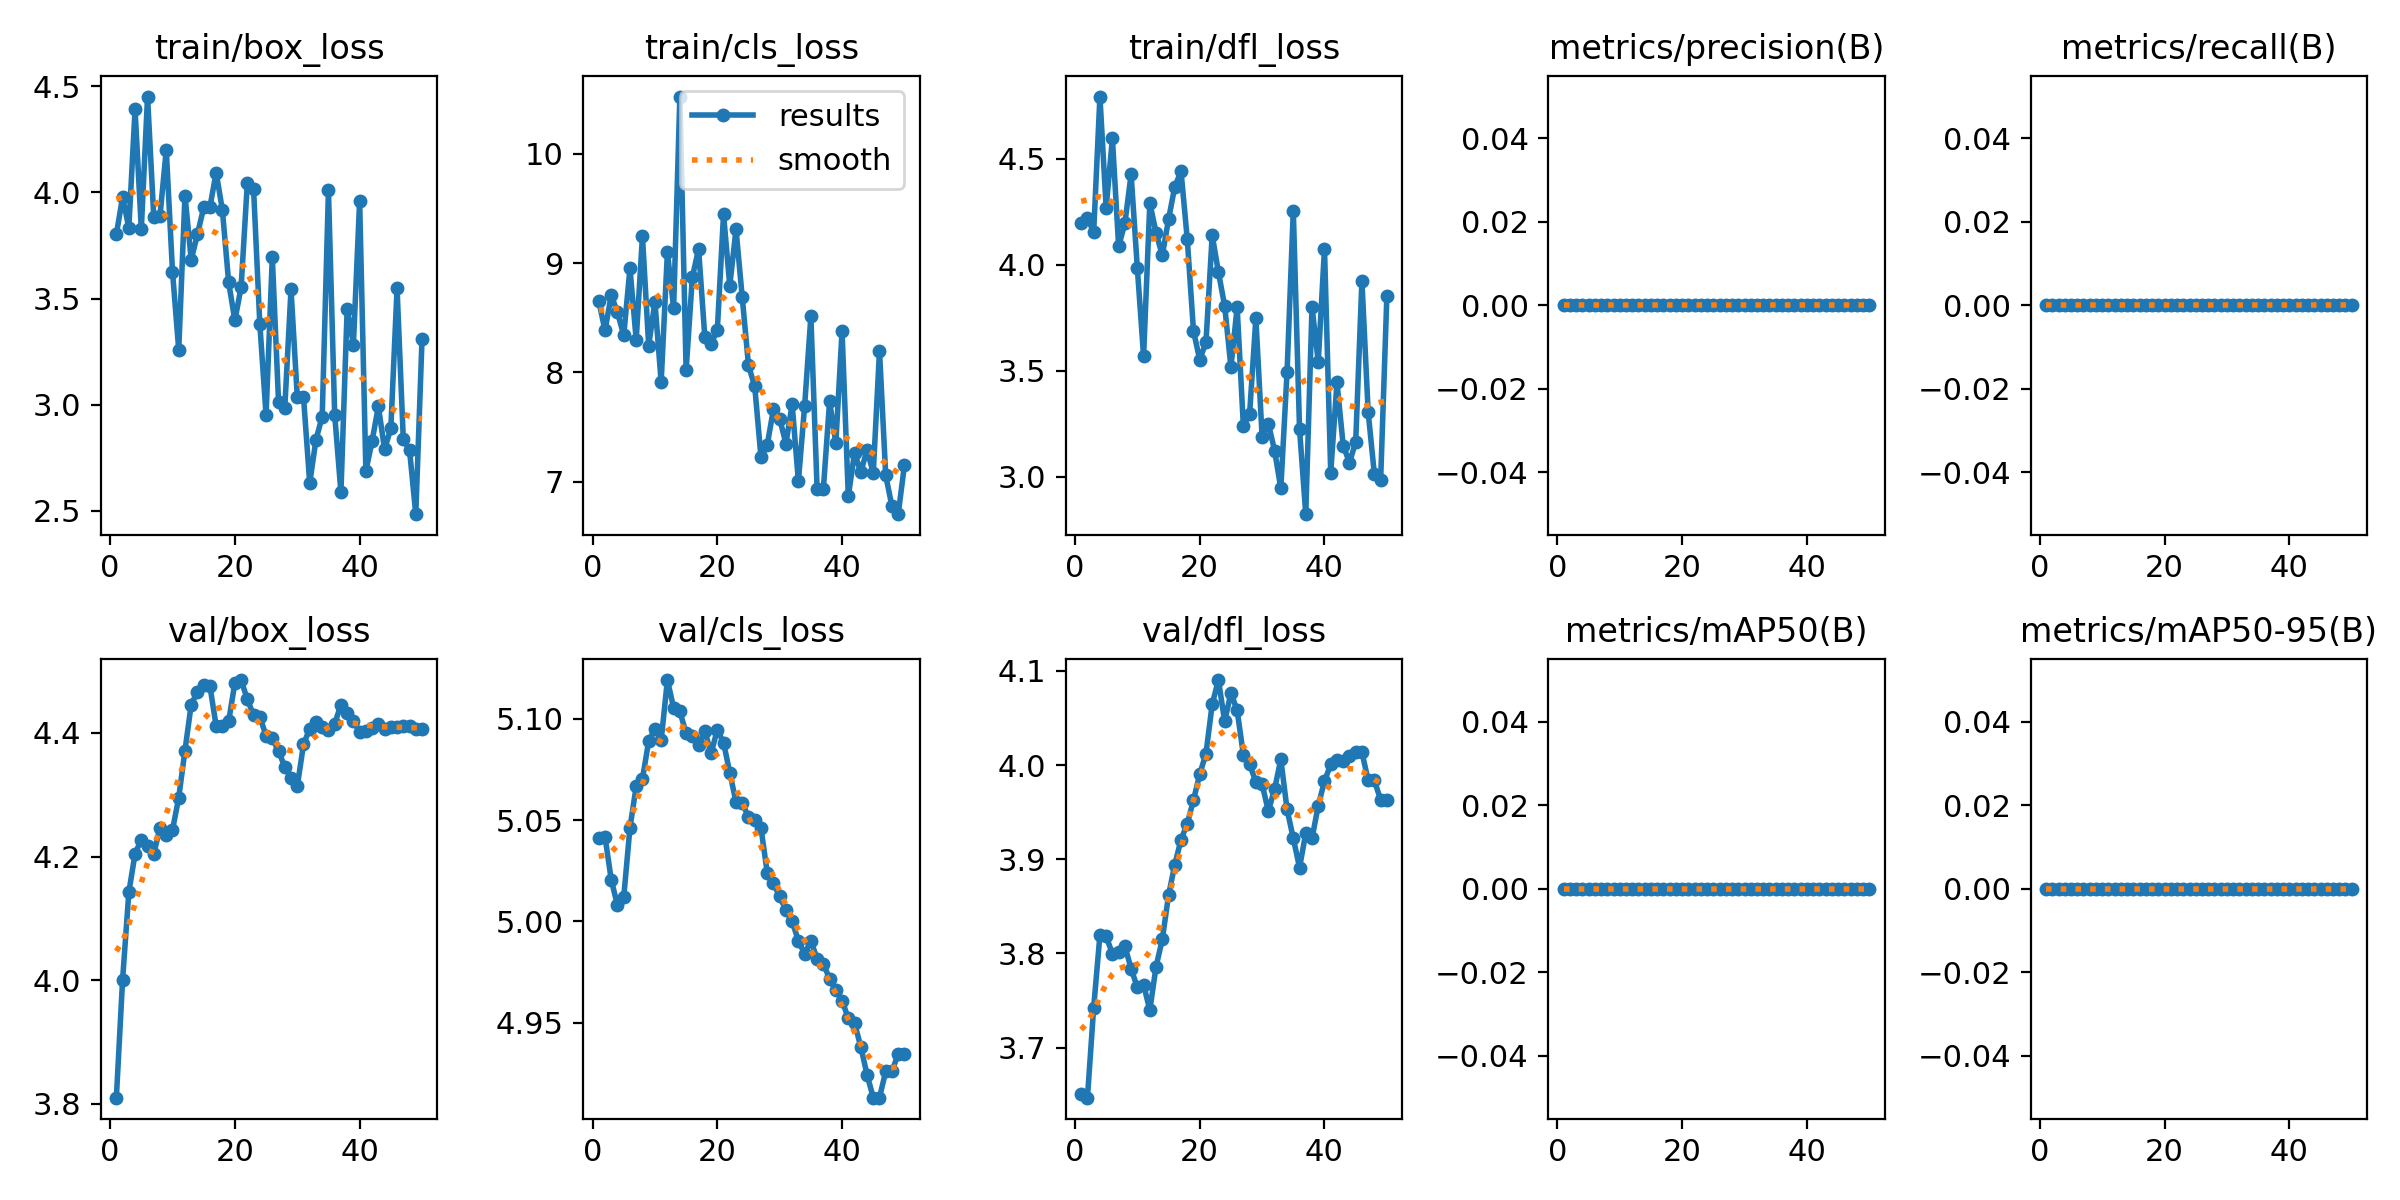 train/box_loss
4.5
4.0
3.5
3.0
2.5
0 20 40
train/cls_loss
results
smooth
10
9
8
7
0 20 40
train/dfl_loss
4.5
4.0
3.5
3.0
0 20 40
metrics/precision(B)
0.04
0.02
0.00
−0.02
−0.04
0 20 40
metrics/recall(B)
0.04
0.02
0.00
−0.02
−0.04
0 20 40
val/box_loss
4.4
4.2
4.0
3.8
0 20 40
val/cls_loss
5.10
5.05
5.00
4.95
0 20 40
val/dfl_loss
4.1
4.0
3.9
3.8
3.7
0 20 40
metrics/mAP50(B)
0.04
0.02
0.00
−0.02
−0.04
0 20 40
metrics/mAP50-95(B)
0.04
0.02
0.00
−0.02
−0.04
0 20 40